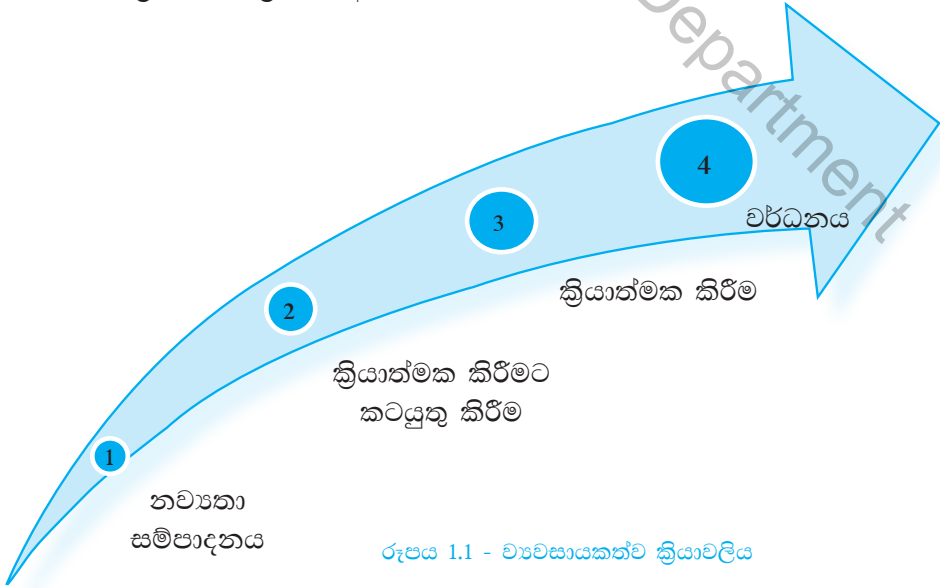 Department
4
වර්ධනය
3
ක්‍රියාත්මක කිරීම
2
ක්‍රියාත්මක කිරීමට
කටයුතු කිරීම
1
නව්‍යතා
සම්පාදනය
රූපය 1.1 - ව්‍යවසායකත්ව ක්‍රියාවලිය